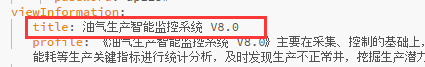 viewInformation:
title: 油气生产智能监控系统 V8.0
profile: 《油气生产智能监控系统 V8.0》主要在采集、控制的基础上,
能耗等生产关键指标进行统计分析, 及时发现生产不正常井, 挖掘生产潜力